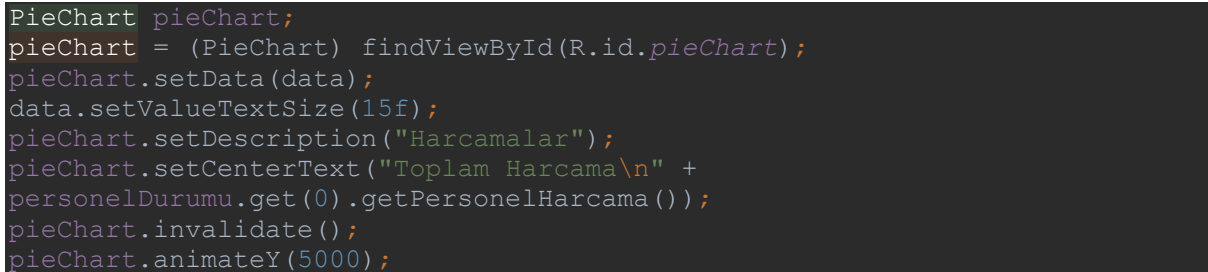 PieChart pieChart;
pieChart = (PieChart) findViewById(R.id.pieChart);
pieChart.setData(data);
data.setValueTextSize(15f);
pieChart.setDescription("Harcamalar");
pieChart.setCenterText("Toplam Harcama\n" +
personelDurumu.get(0).getPersonelHarcama());
pieChart.invalidate();
pieChart.animateY(5000);